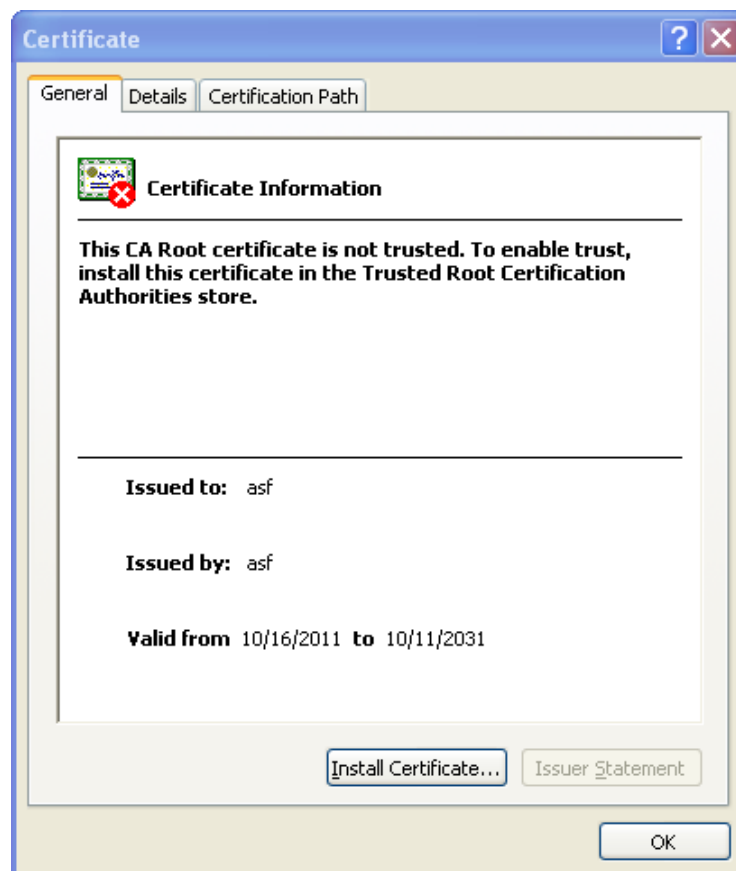 Certificate
General Details Certification Path
Certificate Information
This CA Root certificate is not trusted. To enable trust,
install this certificate in the Trusted Root Certification
Authorities store.
Issued to: asf
Issued by: asf
Valid from 10/16/2011 to 10/11/2031
Install Certificate... Issuer Statement
OK